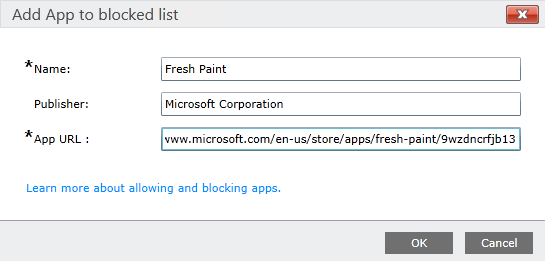 Add App to blocked list
*Name: Fresh Paint
Publisher: Microsoft Corporation
*App URL : www.microsoft.com/en-us/store/apps/fresh-paint/9wzdncrfjb13
Learn more about allowing and blocking apps.
OK Cancel